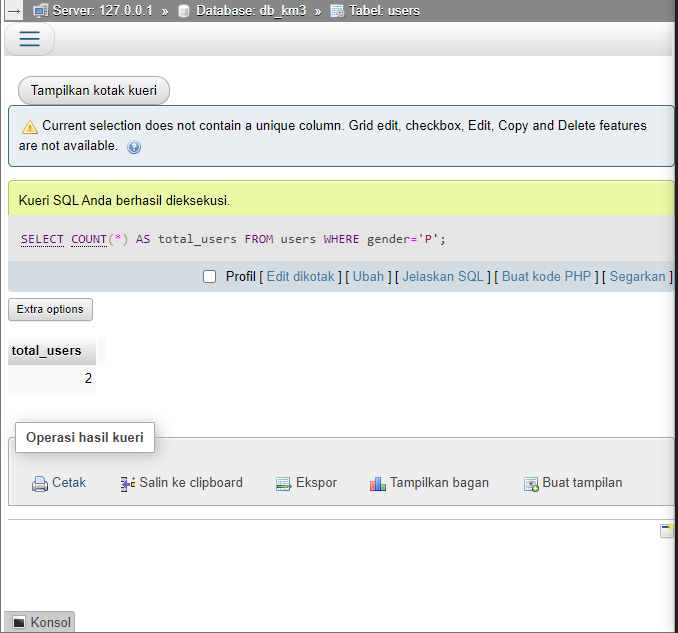 Server: 127.0.0.1 » Database: db_km3 » Tabel: users
Tampilkan kotak kueri
Current selection does not contain a unique column. Grid edit, checkbox, Edit, Copy and Delete features
are not available.
Kueri SQL Anda berhasil dieksekusi.
SELECT COUNT(*) AS total_users FROM users WHERE gender='P';
Profil [ Edit dikotak ] [ Ubah ] [ Jelaskan SQL ] [ Buat kode PHP ] [ Segarkan ]
Extra options
total_users
2
Operasi hasil kueri
Cetak Salin ke clipboard Ekspor Tampilkan bagan Buat tampilan
Konsol